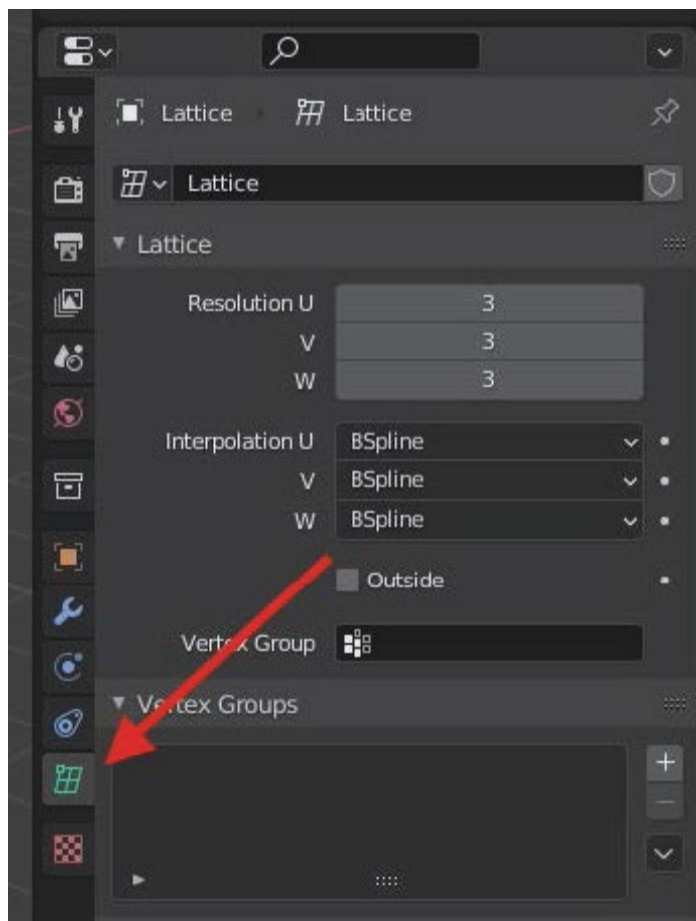 Lattice Lattice
Lattice
Lattice
Resolution U 3
V 3
W 3
Interpolation U BSpline
V BSpline
W BSpline
Outside
Vertex Group
Vertex Groups